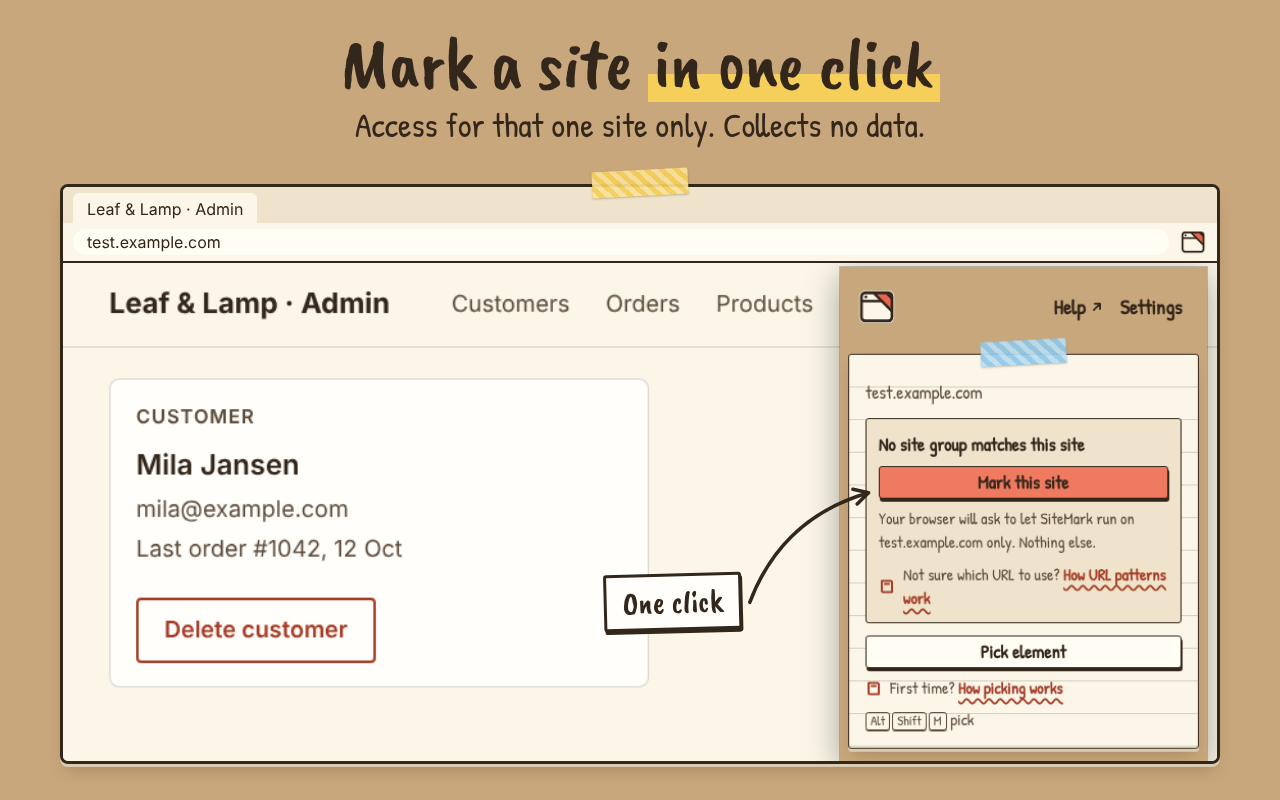 Mark a site in one click
Access for that one site only. Collects no data.
Leaf & Lamp · Admin
test.example.com
Leaf & Lamp · Admin
Customers
Orders
Products
CUSTOMER
Mila Jansen
mila@example.com
Last order #1042, 12 Oct
Delete customer
One click
Help ↗
Settings
test.example.com
No site group matches this site
Mark this site
Your browser will ask to let SiteMark run on
test.example.com only. Nothing else.
Not sure which URL to use? How URL patterns
work
Pick element
First time? How picking works
Alt Shift M pick